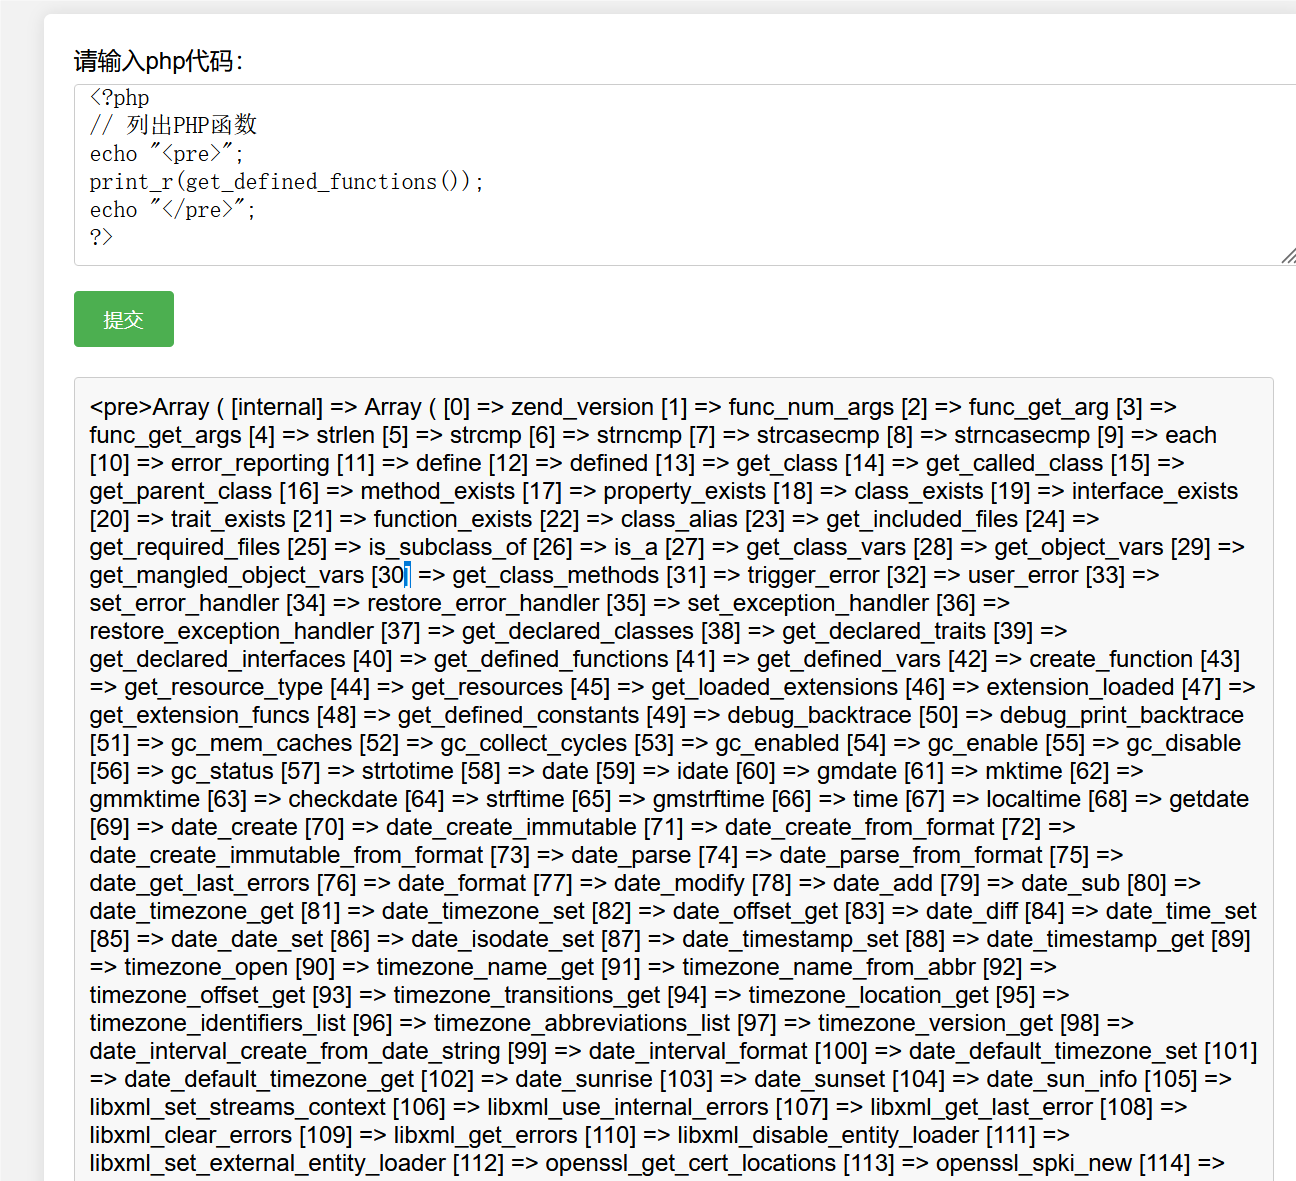 请输入php代码：
<?php
// 列出PHP函数
echo "<pre>";
print_r(get_defined_functions());
echo "</pre>";
?>
提交
<pre>Array ( [internal] => Array ( [0] => zend_version [1] => func_num_args [2] => func_get_arg [3] =>
func_get_args [4] => strlen [5] => strcmp [6] => strncmp [7] => strcasecmp [8] => strncasecmp [9] => each
[10] => error_reporting [11] => define [12] => defined [13] => get_class [14] => get_called_class [15] =>
get_parent_class [16] => method_exists [17] => property_exists [18] => class_exists [19] => interface_exists
[20] => trait_exists [21] => function_exists [22] => class_alias [23] => get_included_files [24] =>
get_required_files [25] => is_subclass_of [26] => is_a [27] => get_class_vars [28] => get_object_vars [29] =>
get_mangled_object_vars [30] => get_class_methods [31] => trigger_error [32] => user_error [33] =>
set_error_handler [34] => restore_error_handler [35] => set_exception_handler [36] =>
restore_exception_handler [37] => get_declared_classes [38] => get_declared_traits [39] =>
get_declared_interfaces [40] => get_defined_functions [41] => get_defined_vars [42] => create_function [43]
=> get_resource_type [44] => get_resources [45] => get_loaded_extensions [46] => extension_loaded [47] =>
get_extension_funcs [48] => get_defined_constants [49] => debug_backtrace [50] => debug_print_backtrace
[51] => gc_mem_caches [52] => gc_collect_cycles [53] => gc_enabled [54] => gc_enable [55] => gc_disable
[56] => gc_status [57] => strtotime [58] => date [59] => idate [60] => gmdate [61] => mktime [62] =>
gmmktime [63] => checkdate [64] => strftime [65] => gmstrftime [66] => time [67] => localtime [68] => getdate
[69] => date_create [70] => date_create_immutable [71] => date_create_from_format [72] =>
date_create_immutable_from_format [73] => date_parse [74] => date_parse_from_format [75] =>
date_get_last_errors [76] => date_format [77] => date_modify [78] => date_add [79] => date_sub [80] =>
date_timezone_get [81] => date_timezone_set [82] => date_offset_get [83] => date_diff [84] => date_time_set
[85] => date_date_set [86] => date_isodate_set [87] => date_timestamp_set [88] => date_timestamp_get [89]
=> timezone_open [90] => timezone_name_get [91] => timezone_name_from_abbr [92] =>
timezone_offset_get [93] => timezone_transitions_get [94] => timezone_location_get [95] =>
timezone_identifiers_list [96] => timezone_abbreviations_list [97] => timezone_version_get [98] =>
date_interval_create_from_date_string [99] => date_interval_format [100] => date_default_timezone_set [101]
=> date_default_timezone_get [102] => date_sunrise [103] => date_sunset [104] => date_sun_info [105] =>
libxml_set_streams_context [106] => libxml_use_internal_errors [107] => libxml_get_last_error [108] =>
libxml_clear_errors [109] => libxml_get_errors [110] => libxml_disable_entity_loader [111] =>
libxml_set_external_entity_loader [112] => openssl_get_cert_locations [113] => openssl_spki_new [114] =>